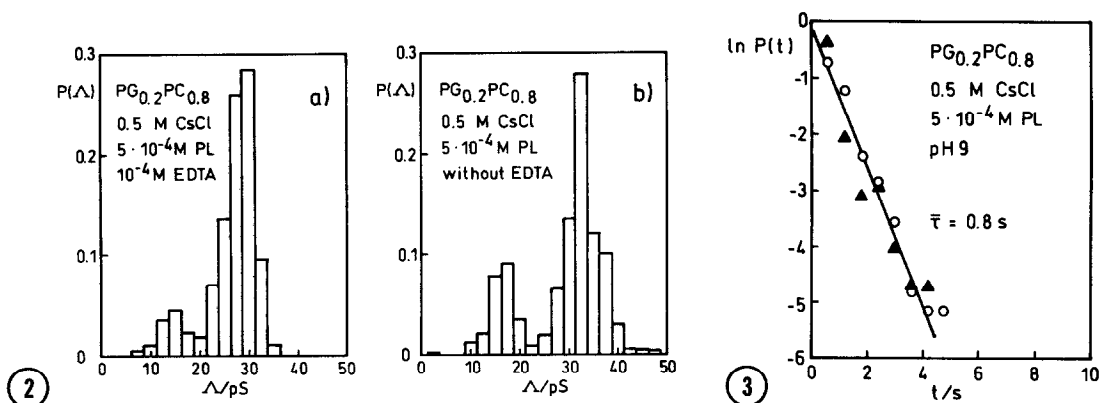 0.3
P(Λ)
0.2
0.1
0
PG₀.₂PC₀.₈
0.5 M CsCl
5·10⁻⁴M PL
10⁻⁴M EDTA
a)
0 10 20 30 40 50
Λ/pS
0.3
P(Λ)
0.2
0.1
0
PG₀.₂PC₀.₈
0.5 M CsCl
5·10⁻⁴M PL
without EDTA
b)
0 10 20 30 40 50
Λ/pS
2
0
ln P(t)
-1
-2
-3
-4
-5
-6
PG₀.₂PC₀.₈
0.5 M CsCl
5·10⁻⁴M PL
pH 9
τ̄ = 0.8 s
0 2 4 6 8 10
t/s
3